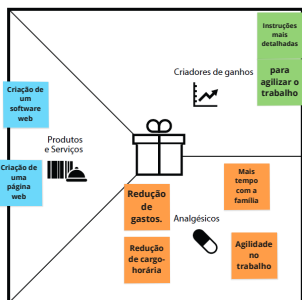 Instruções
mais
detalhadas
para
agilizar o
trabalho
Criadores de ganhos
Criação de
um
software
web
Produtos
e Serviços
Criação de
uma
página
web
Mais
tempo
com a
família
Redução
de
gastos.
Analgésicos
Redução
de cargo-
horária
Agilidade
no
trabalho